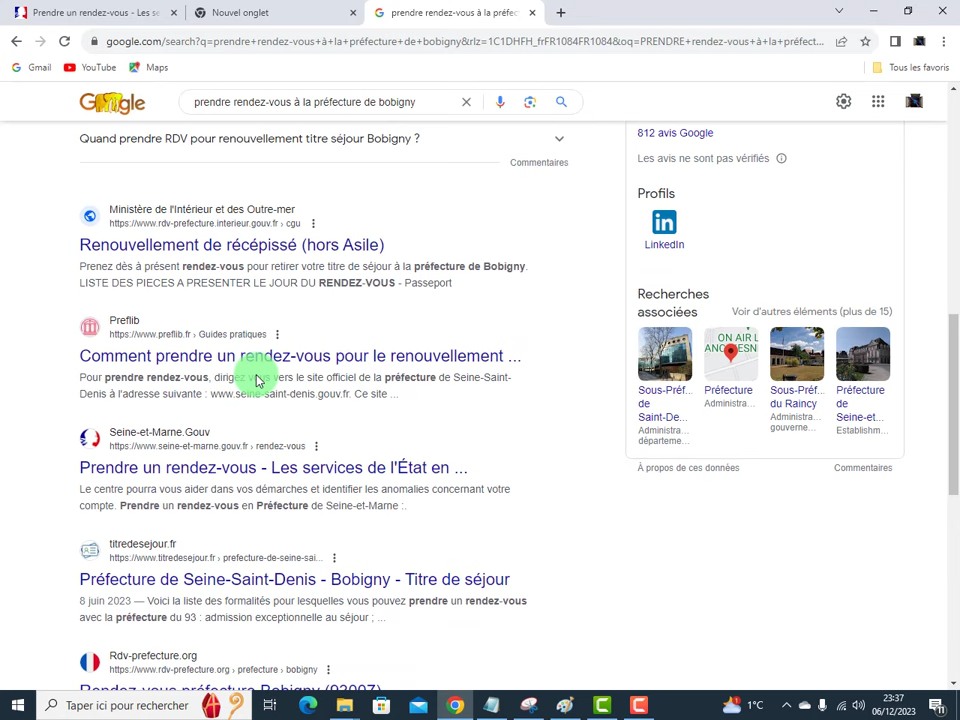 Prendre un rendez-vous - Les se
Nouvel onglet
prendre rendez-vous à la préfec
google.com/search?q=prendre+rendez-vous+à+la+préfecture+de+bobigny&rlz=1C1DHFH_frFR1084FR1084&oq=PRENDRE+rendez-vous+à+la+préfect...
Gmail
YouTube
Maps
Tous les favoris
prendre rendez-vous à la préfecture de bobigny
Quand prendre RDV pour renouvellement titre séjour Bobigny ?
Commentaires
Ministère de l'Intérieur et des Outre-mer
https://www.rdv-prefecture.interieur.gouv.fr › cgu
Renouvellement de récépissé (hors Asile)
Prenez dès à présent rendez-vous pour retirer votre titre de séjour à la préfecture de Bobigny.
LISTE DES PIECES A PRESENTER LE JOUR DU RENDEZ-VOUS - Passeport
Preflib
https://www.preflib.fr › Guides pratiques
Comment prendre un rendez-vous pour le renouvellement ...
Pour prendre rendez-vous, dirigez vous vers le site officiel de la préfecture de Seine-Saint-
Denis à l'adresse suivante : www.seine-saint-denis.gouv.fr. Ce site ...
Seine-et-Marne.Gouv
https://www.seine-et-marne.gouv.fr › rendez-vous
Prendre un rendez-vous - Les services de l'État en ...
Le centre pourra vous aider dans vos démarches et identifier les anomalies concernant votre
compte. Prendre un rendez-vous en Préfecture de Seine-et-Marne :.
titredesejour.fr
https://www.titredesejour.fr › prefecture-de-seine-sai...
Préfecture de Seine-Saint-Denis - Bobigny - Titre de séjour
8 juin 2023 — Voici la liste des formalités pour lesquelles vous pouvez prendre un rendez-vous
avec la préfecture du 93 : admission exceptionnelle au séjour ; ...
Rdv-prefecture.org
https://www.rdv-prefecture.org › prefecture › bobigny
Rendez-vous préfecture Bobigny (93007)
812 avis Google
Les avis ne sont pas vérifiés
Profils
LinkedIn
Recherches
associées
Voir d'autres éléments (plus de 15)
ON AIR L
Sous-Préf...
de
Saint-De...
Administra...
départeme...
Préfecture
Administra...
Sous-Préf...
du Raincy
Administra...
gouverne...
Préfecture
de
Seine-et...
Establishm...
À propos de ces données
Commentaires
Taper ici pour rechercher
1°C
23:37
06/12/2023
11